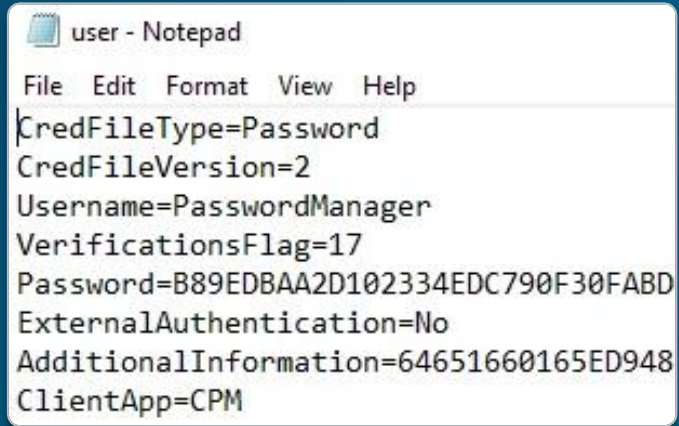 user - Notepad
File Edit Format View Help
CredFileType=Password
CredFileVersion=2
Username=PasswordManager
VerificationsFlag=17
Password=B89EDBAA2D102334EDC790F30FABD
ExternalAuthentication=No
AdditionalInformation=64651660165ED948
ClientApp=CPM